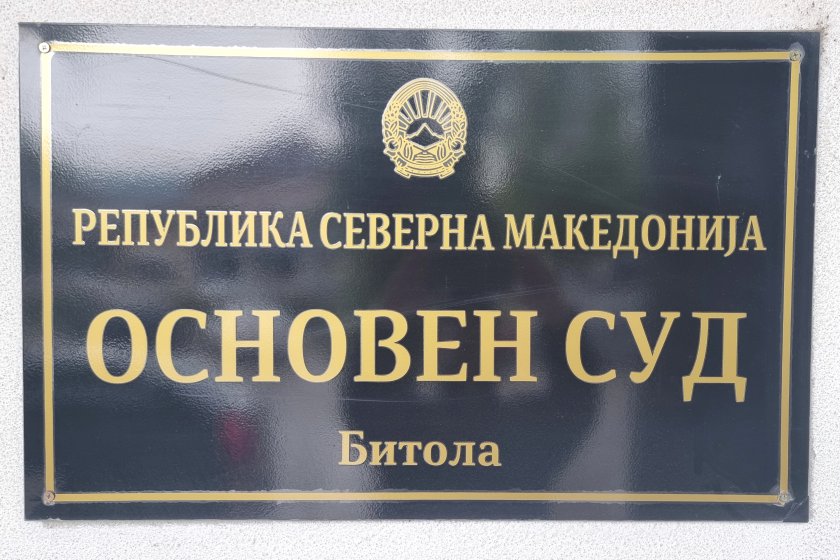 РЕПУБЛИКА СЕВЕРНА МАКЕДОНИЈА
ОСНОВЕН СУД
Битола